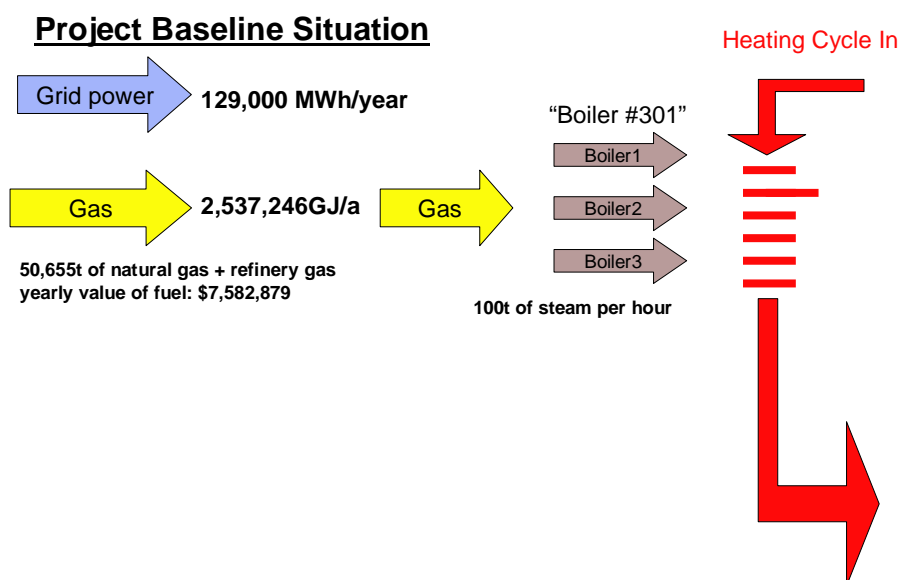 Project Baseline Situation
Heating Cycle In
Grid power
129,000 MWh/year
"Boiler #301"
Boiler1
Gas
2,537,246GJ/a
Gas
Boiler2
Boiler3
50,655t of natural gas + refinery gas
yearly value of fuel: $7,582,879
100t of steam per hour